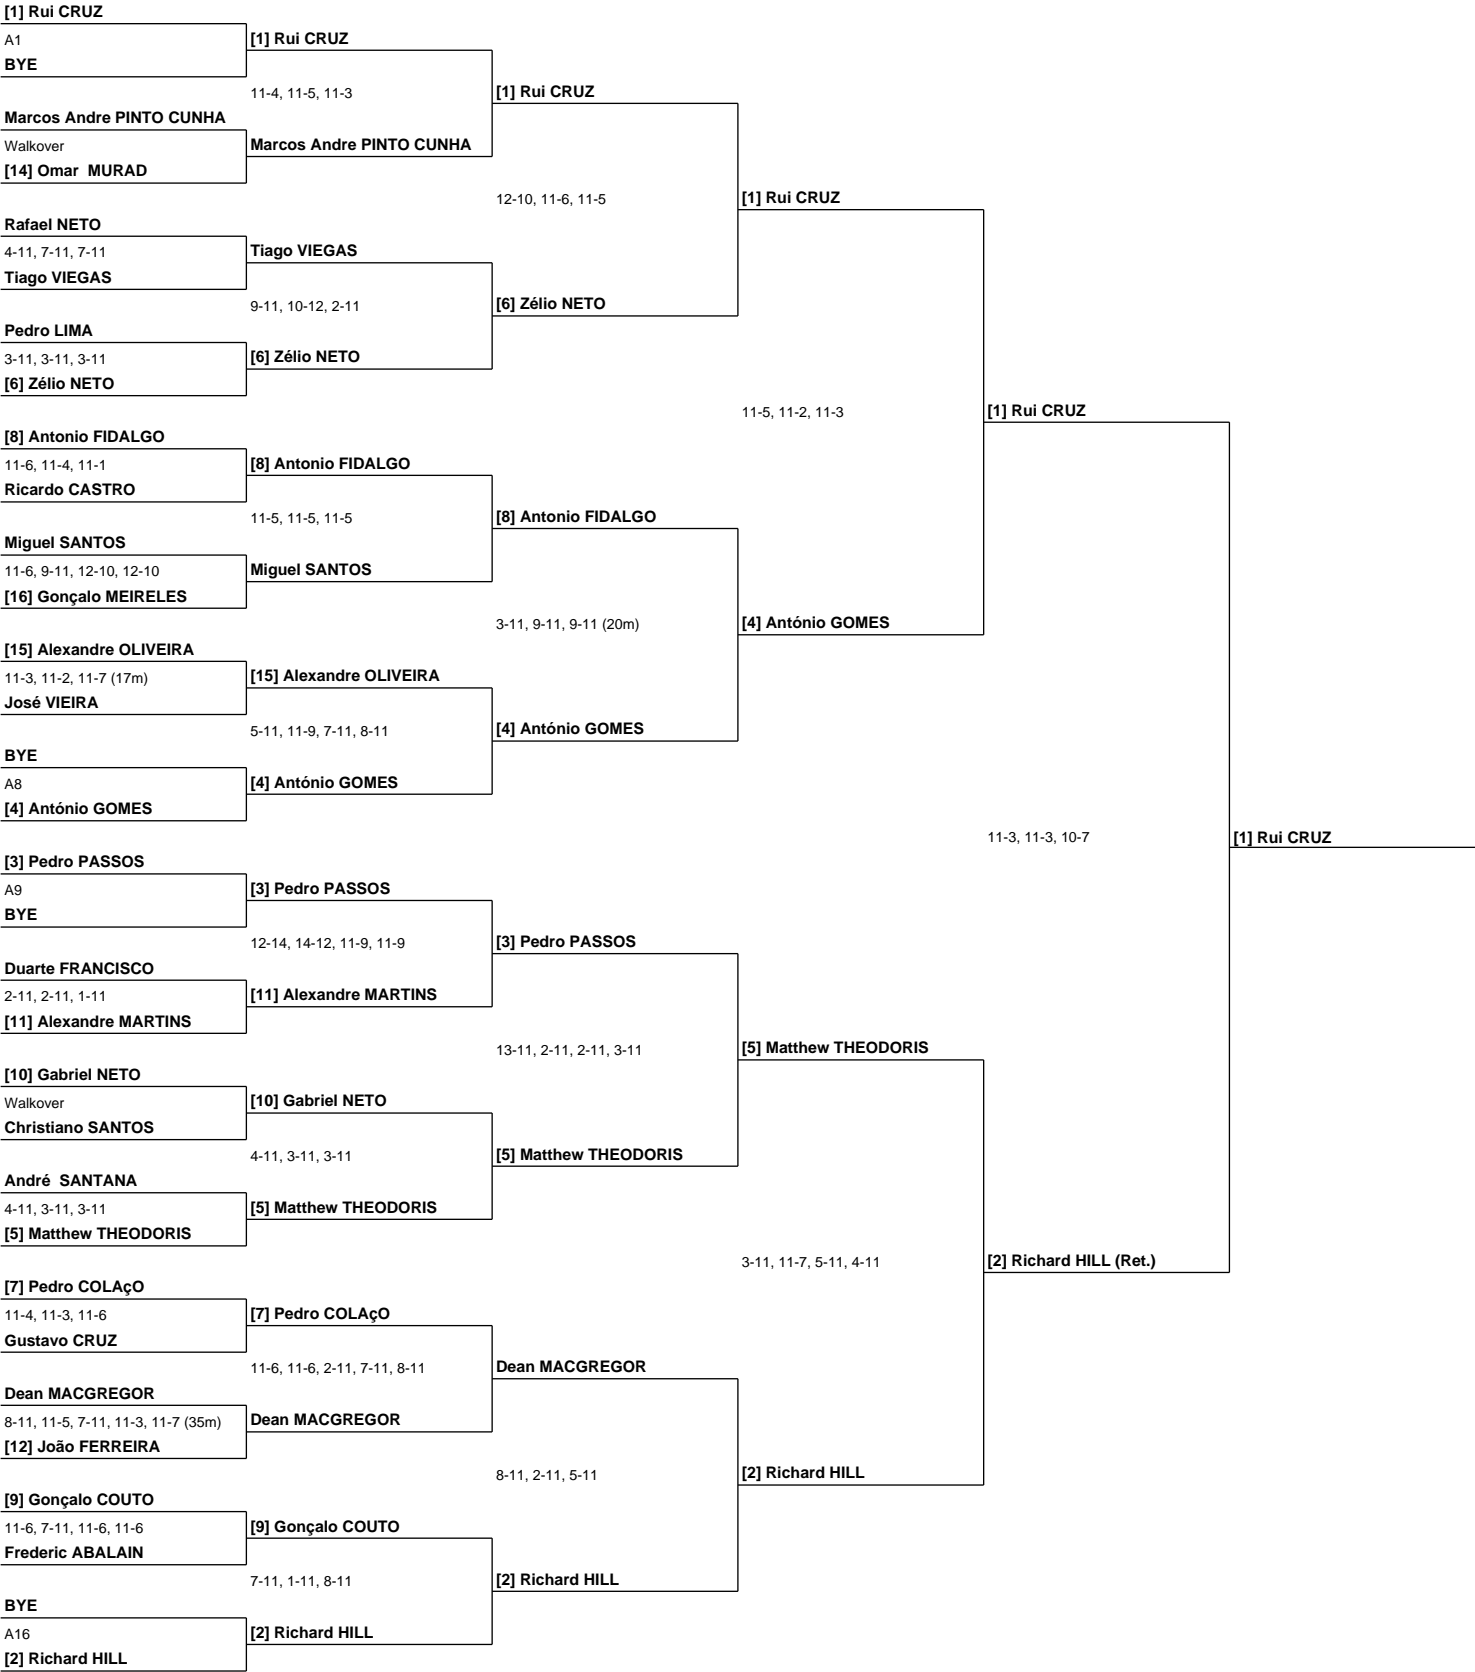 [1] Rui CRUZ
A1
BYE
Marcos Andre PINTO CUNHA
Walkover
[14] Omar  MURAD
Rafael NETO
4-11, 7-11, 7-11
Tiago VIEGAS
Pedro LIMA
3-11, 3-11, 3-11
[6] Zélio NETO
[8] Antonio FIDALGO
11-6, 11-4, 11-1
Ricardo CASTRO
Miguel SANTOS
11-6, 9-11, 12-10, 12-10
[16] Gonçalo MEIRELES
[15] Alexandre OLIVEIRA
11-3, 11-2, 11-7 (17m)
José VIEIRA
BYE
A8
[4] António GOMES
[3] Pedro PASSOS
A9
BYE
Duarte FRANCISCO
2-11, 2-11, 1-11
[11] Alexandre MARTINS
[10] Gabriel NETO
Walkover
Christiano SANTOS
André  SANTANA
4-11, 3-11, 3-11
[5] Matthew THEODORIS
[7] Pedro COLAçO
11-4, 11-3, 11-6
Gustavo CRUZ
Dean MACGREGOR
8-11, 11-5, 7-11, 11-3, 11-7 (35m)
[12] João FERREIRA
[9] Gonçalo COUTO
11-6, 7-11, 11-6, 11-6
Frederic ABALAIN
BYE
A16
[2] Richard HILL
[1] Rui CRUZ
11-4, 11-5, 11-3
Marcos Andre PINTO CUNHA
Tiago VIEGAS
9-11, 10-12, 2-11
[6] Zélio NETO
[8] Antonio FIDALGO
11-5, 11-5, 11-5
Miguel SANTOS
[15] Alexandre OLIVEIRA
5-11, 11-9, 7-11, 8-11
[4] António GOMES
[3] Pedro PASSOS
12-14, 14-12, 11-9, 11-9
[11] Alexandre MARTINS
[10] Gabriel NETO
4-11, 3-11, 3-11
[5] Matthew THEODORIS
[7] Pedro COLAçO
11-6, 11-6, 2-11, 7-11, 8-11
Dean MACGREGOR
[9] Gonçalo COUTO
7-11, 1-11, 8-11
[2] Richard HILL
[1] Rui CRUZ
12-10, 11-6, 11-5
[6] Zélio NETO
[8] Antonio FIDALGO
3-11, 9-11, 9-11 (20m)
[4] António GOMES
[3] Pedro PASSOS
13-11, 2-11, 2-11, 3-11
[5] Matthew THEODORIS
Dean MACGREGOR
8-11, 2-11, 5-11
[2] Richard HILL
[1] Rui CRUZ
11-5, 11-2, 11-3
[4] António GOMES
[5] Matthew THEODORIS
3-11, 11-7, 5-11, 4-11
[2] Richard HILL
[1] Rui CRUZ
11-3, 11-3, 10-7
[2] Richard HILL (Ret.)
[1] Rui CRUZ